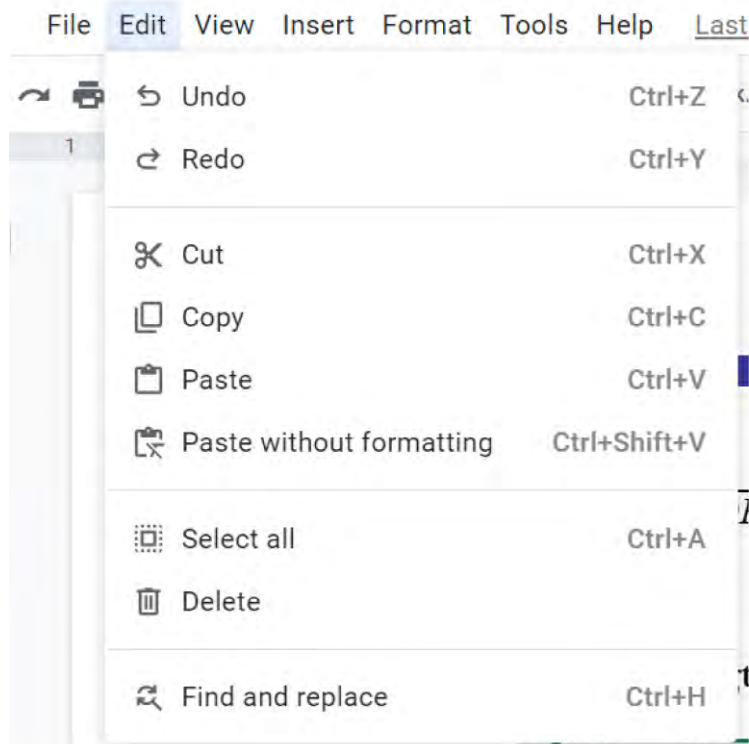 File Edit View Insert Format Tools Help Last
1
Undo Ctrl+Z
Redo Ctrl+Y
Cut Ctrl+X
Copy Ctrl+C
Paste Ctrl+V
Paste without formatting Ctrl+Shift+V
Select all Ctrl+A
Delete
Find and replace Ctrl+H